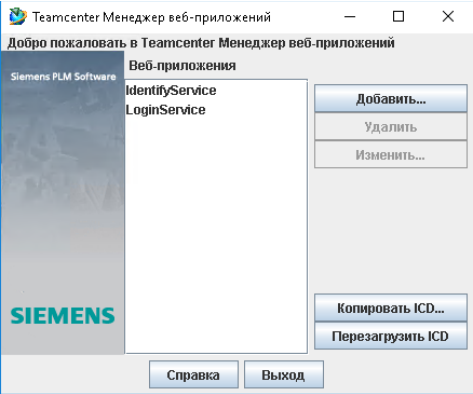 Teamcenter Менеджер веб-приложений
Добро пожаловать в Teamcenter Менеджер веб-приложений
Siemens PLM Software
Веб-приложения
IdentifyService
LoginService
Добавить...
Удалить
Изменить...
SIEMENS
Копировать ICD...
Перезагрузить ICD
Справка
Выход